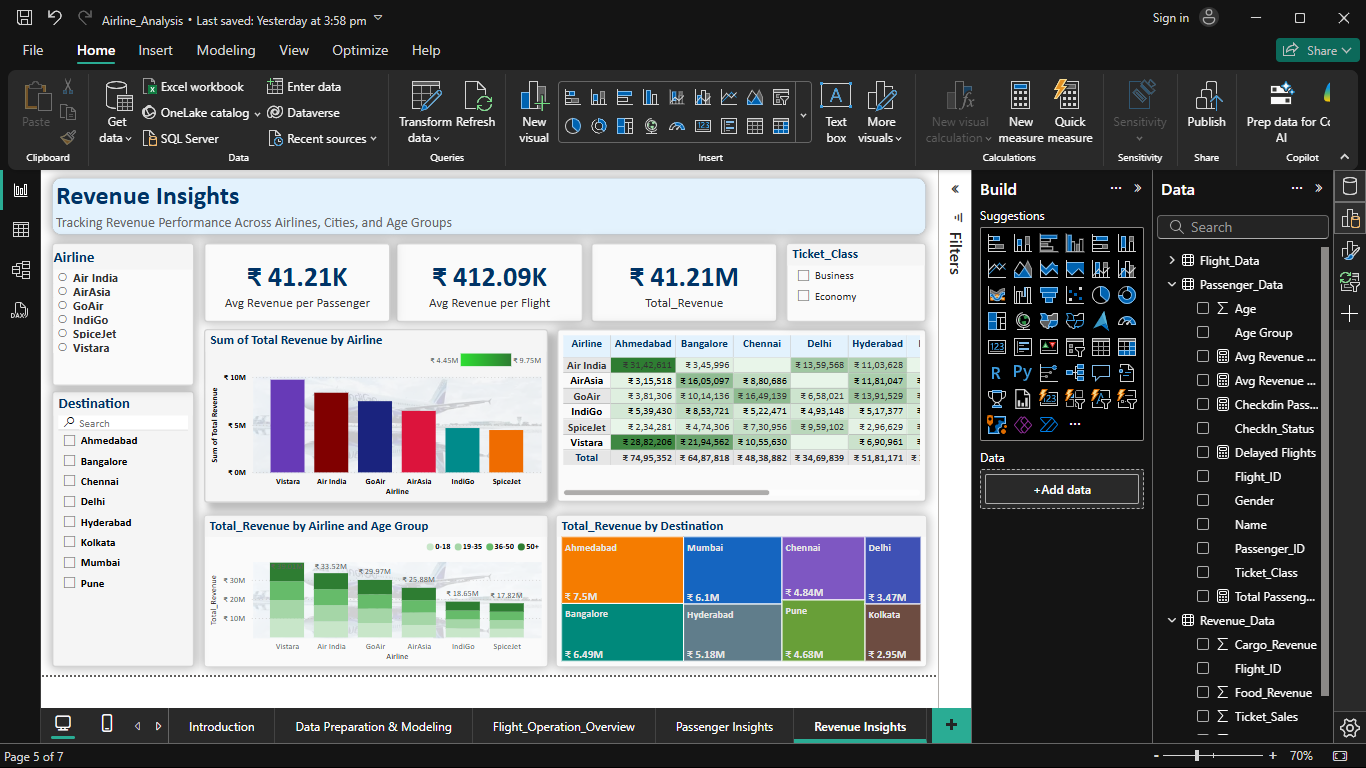 Airline_Analysis • Last saved: Yesterday at 3:58 pm
Sign in
File Home Insert Modeling View Optimize Help
Share
Paste
Clipboard
Get data
Excel workbook
OneLake catalog
SQL Server
Enter data
Dataverse
Recent sources
Data
Transform data
Refresh
Queries
New visual
Text box
More visuals
Insert
New visual calculation
New measure
Quick measure
Calculations
Sensitivity
Sensitivity
Publish
Share
Prep data for AI
Copilot
Revenue Insights
Tracking Revenue Performance Across Airlines, Cities, and Age Groups
Airline
Air India
AirAsia
GoAir
IndiGo
SpiceJet
Vistara
Destination
Search
Ahmedabad
Bangalore
Chennai
Delhi
Hyderabad
Kolkata
Mumbai
Pune
₹ 41.21K
Avg Revenue per Passenger
₹ 412.09K
Avg Revenue per Flight
₹ 41.21M
Total_Revenue
Ticket_Class
Business
Economy
Sum of Total Revenue by Airline
₹ 4.45M ₹ 9.75M
Sum of Total Revenue
₹ 10M
₹ 5M
₹ 0M
Vistara Air India GoAir AirAsia IndiGo SpiceJet
Airline
Airline Ahmedabad Bangalore Chennai Delhi Hyderabad
Air India ₹ 31,42,611 ₹ 3,45,996 ₹ 13,59,568 ₹ 11,03,628
AirAsia ₹ 3,15,518 ₹ 16,05,097 ₹ 8,80,686 ₹ 11,81,047
GoAir ₹ 3,81,306 ₹ 10,14,136 ₹ 16,49,139 ₹ 6,58,021 ₹ 13,91,529
IndiGo ₹ 5,39,430 ₹ 8,53,721 ₹ 5,22,471 ₹ 4,93,148 ₹ 5,17,377
SpiceJet ₹ 2,34,281 ₹ 4,74,306 ₹ 7,30,956 ₹ 9,59,102 ₹ 2,96,629
Vistara ₹ 28,82,206 ₹ 21,94,562 ₹ 10,55,630 ₹ 6,90,961
Total ₹ 74,95,352 ₹ 64,87,818 ₹ 48,38,882 ₹ 34,69,839 ₹ 51,81,171
Total_Revenue by Airline and Age Group
0-18 19-35 36-50 50+
Total_Revenue
₹ 30M
₹ 20M
₹ 10M
₹ 33.52M
₹ 29.97M
₹ 25.88M
₹ 18.65M
₹ 17.82M
Vistara Air India GoAir AirAsia IndiGo SpiceJet
Airline
Total_Revenue by Destination
Ahmedabad
₹ 7.5M
Bangalore
₹ 6.49M
Mumbai
₹ 6.1M
Hyderabad
₹ 5.18M
Chennai
₹ 4.84M
Pune
₹ 4.68M
Delhi
₹ 3.47M
Kolkata
₹ 2.95M
Filters
Build
Suggestions
Data
+Add data
Data
Search
Flight_Data
Passenger_Data
Age
Age Group
Avg Revenue ...
Avg Revenue ...
Checkdin Pass...
CheckIn_Status
Delayed Flights
Flight_ID
Gender
Name
Passenger_ID
Ticket_Class
Total Passeng...
Revenue_Data
Cargo_Revenue
Flight_ID
Food_Revenue
Ticket_Sales
Introduction
Data Preparation & Modeling
Flight_Operation_Overview
Passenger Insights
Revenue Insights
Page 5 of 7
70%